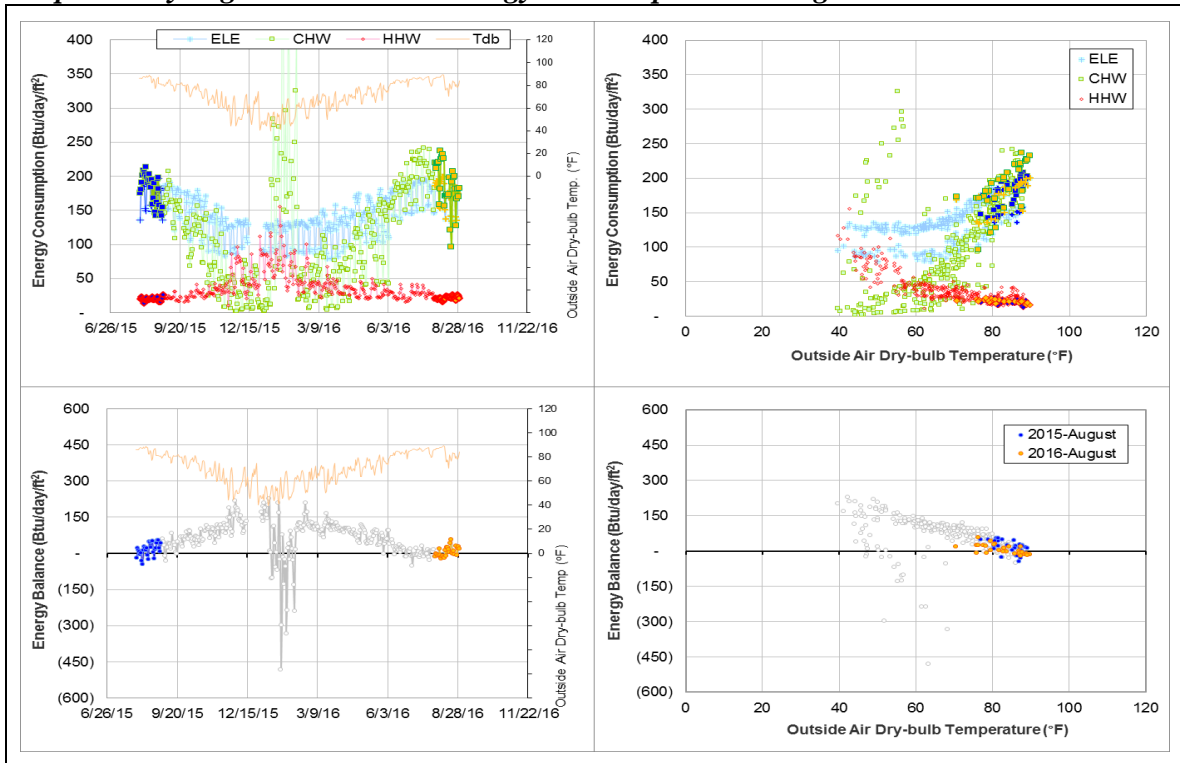 ELE CHW HHW Tdb
Energy Consumption (Btu/day/ft²)
400
350
300
250
200
150
100
50
-
120
100
80
60
40
20
0
Outside Air Dry-bulb Temp. (°F)
6/26/15 9/20/15 12/15/15 3/9/16 6/3/16 8/28/16 11/22/16
Energy Consumption (Btu/day/ft²)
400
350
300
250
200
150
100
50
-
ELE
CHW
HHW
0 20 40 60 80 100 120
Outside Air Dry-bulb Temperature (°F)
Energy Balance (Btu/day/ft²)
600
450
300
150
-
(150)
(300)
(450)
(600)
120
100
80
60
40
20
0
Outside Air Dry-bulb Temp (°F)
6/26/15 9/20/15 12/15/15 3/9/16 6/3/16 8/28/16 11/22/16
Energy Balance (Btu/day/ft²)
600
450
300
150
-
(150)
(300)
(450)
(600)
2015-August
2016-August
0 20 40 60 80 100 120
Outside Air Dry-bulb Temperature (°F)